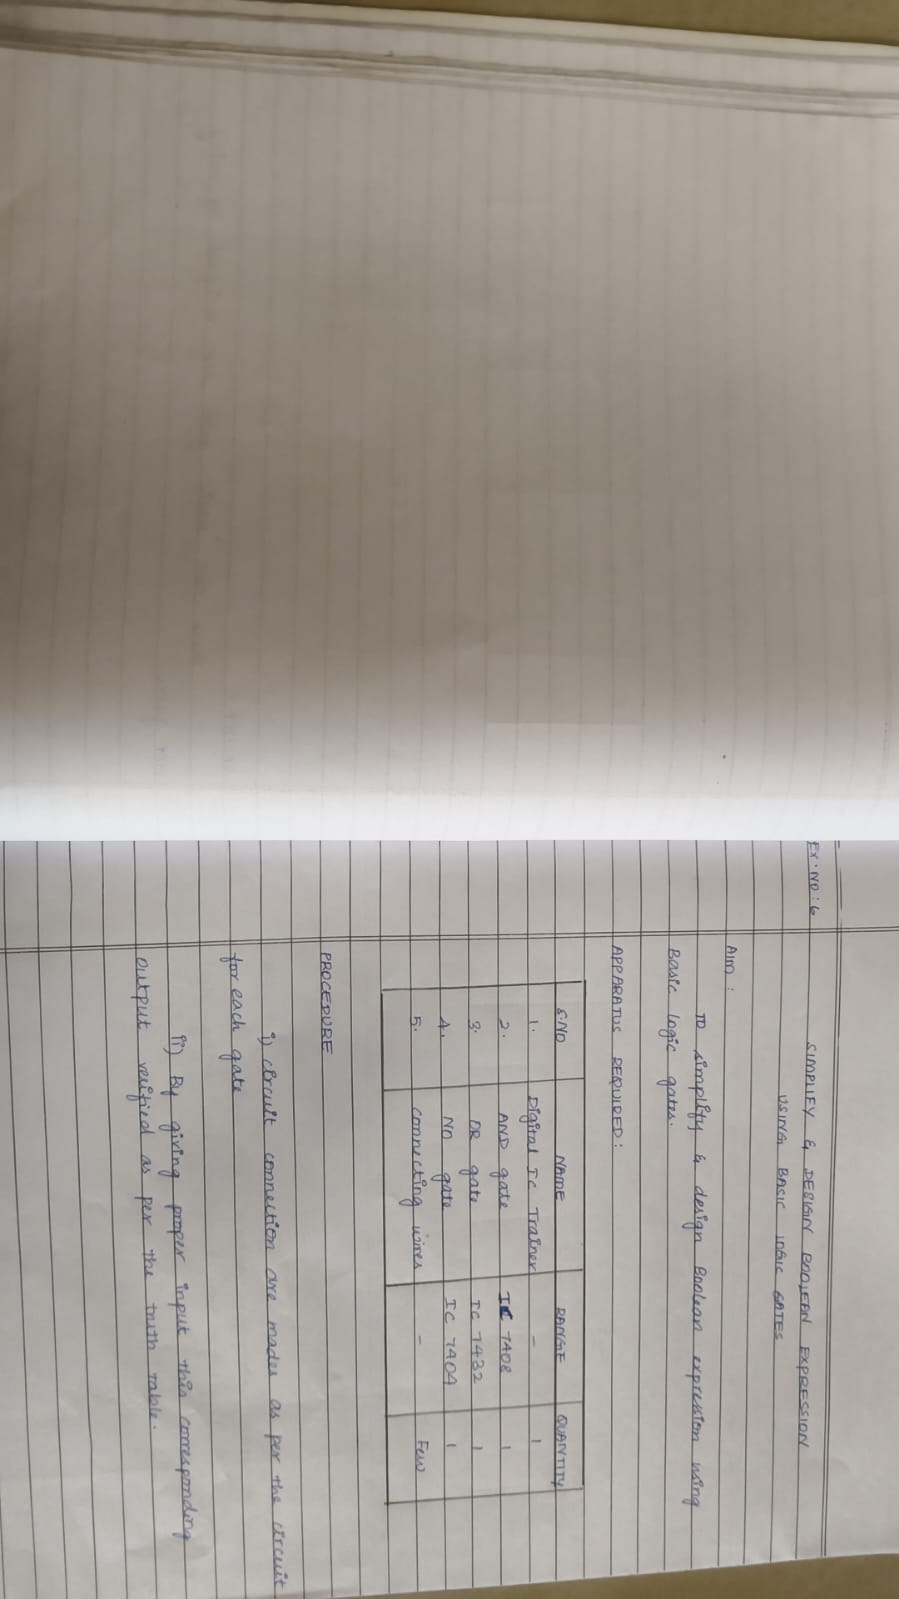 Ex. No: 6
SIMPLIFY & DESIGN BOOLEAN EXPRESSION
USING BASIC LOGIC GATES
AIM :
TO simplify & design Boolean expression using
Basic logic gates.
APPARATUS REQUIRED:
S.NO NAME RANGE QUANTITY
1. Digital IC Trainer - 1
2. AND gate IC 7408 1
3. OR gate IC 7432 1
4. NO gate IC 7404 1
5. connecting wires - Few
PROCEDURE
i) circuit connection are mades as per the circuit
for each gate
ii) By giving proper input this corresponding
output verified as per the truth table.